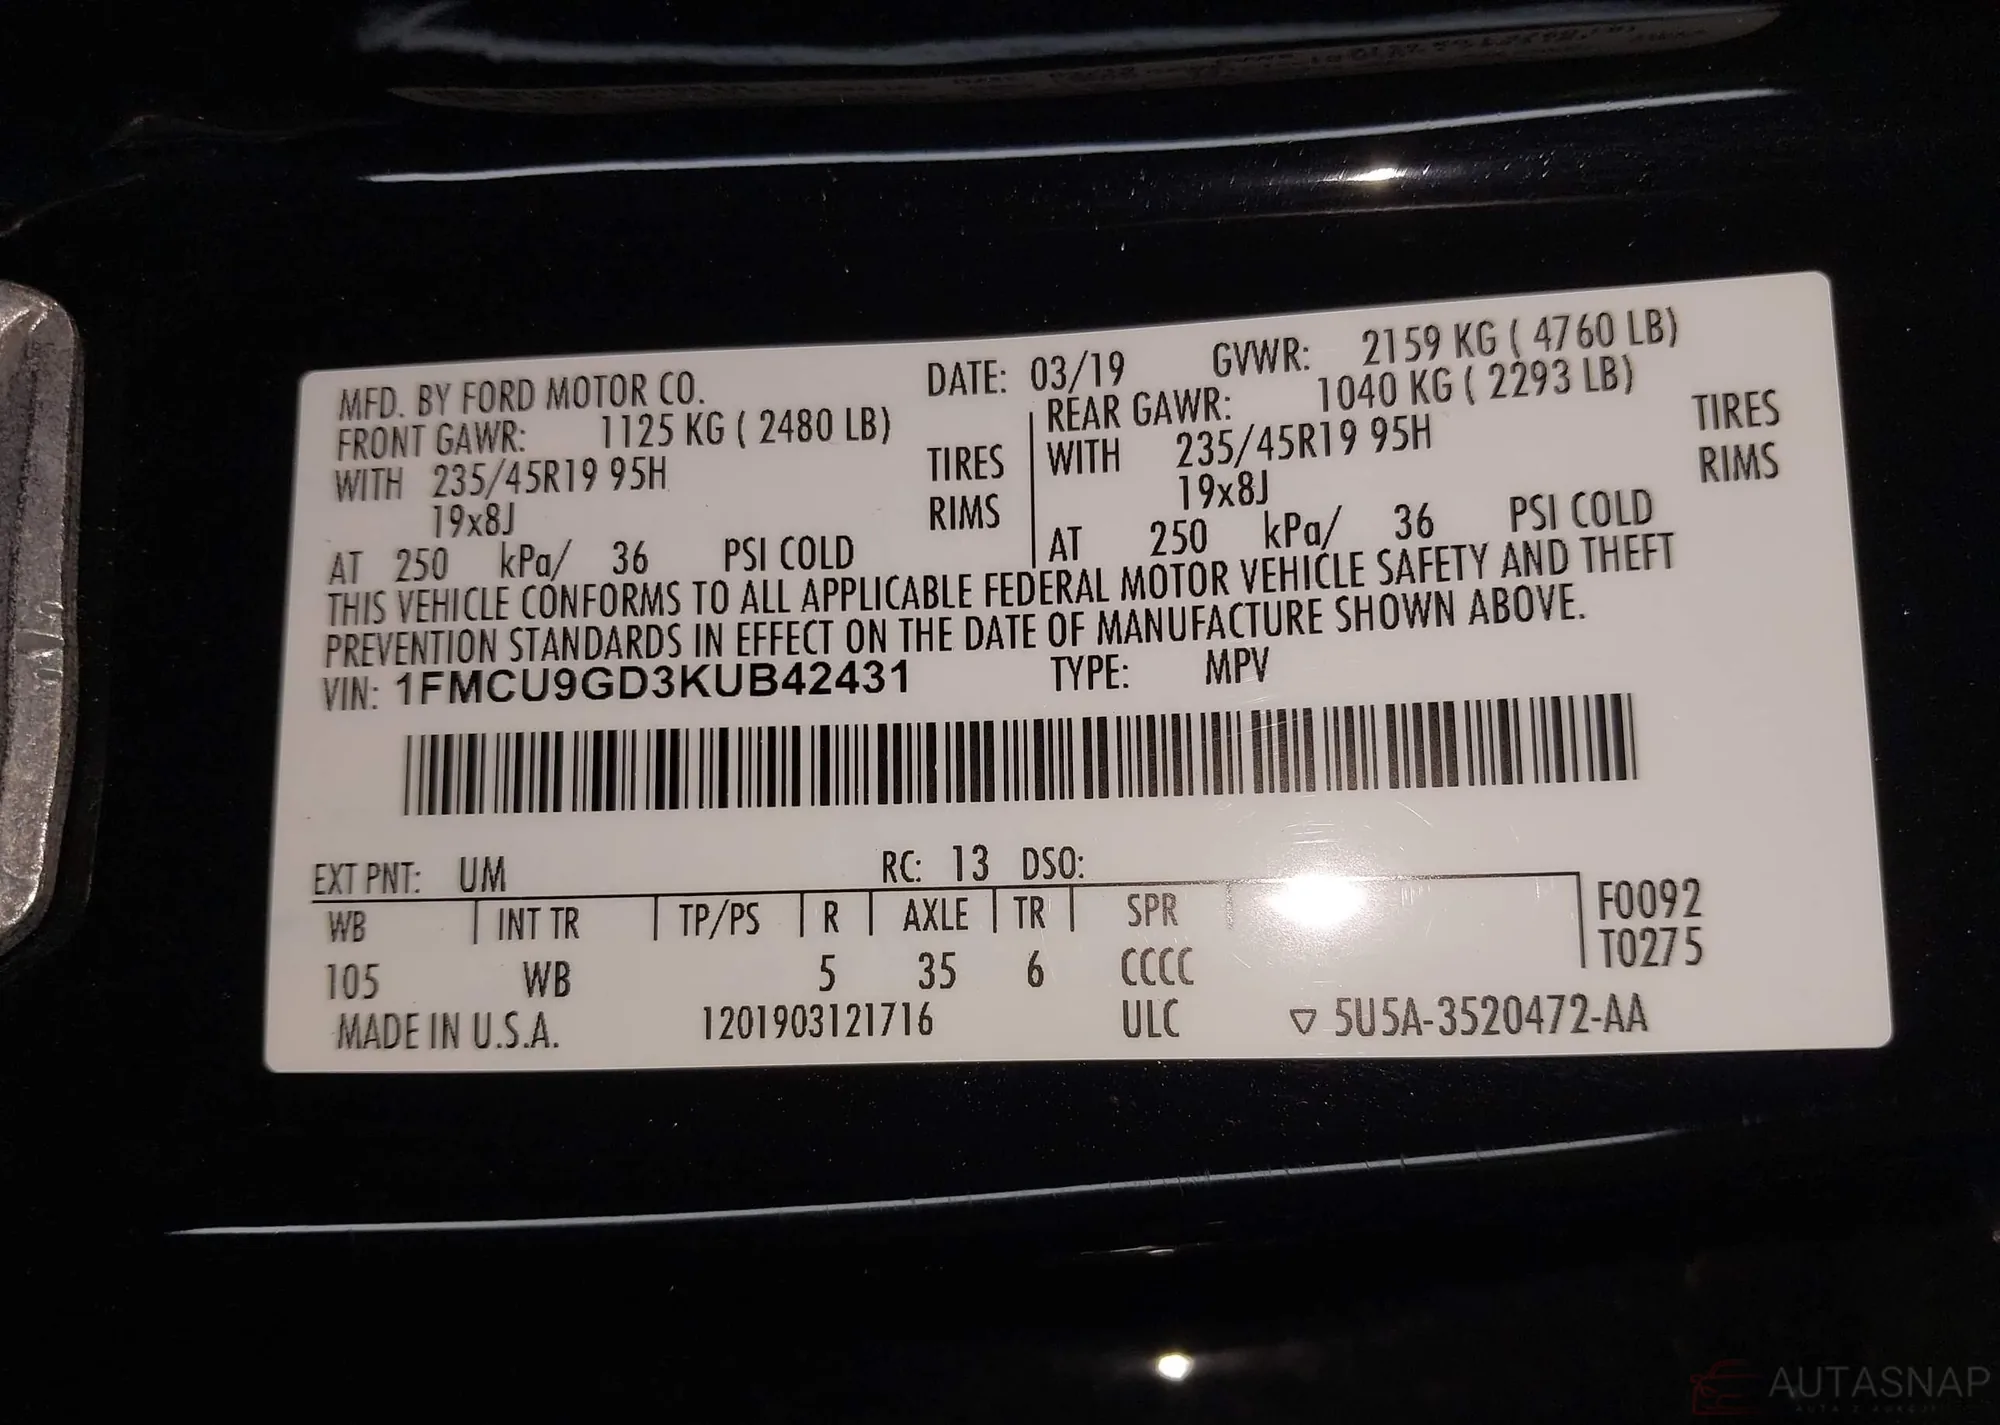 MFD. BY FORD MOTOR CO. DATE: 03/19 GVWR: 2159 KG ( 4760 LB)
FRONT GAWR: 1125 KG ( 2480 LB) REAR GAWR: 1040 KG ( 2293 LB)
WITH 235/45R19 95H TIRES WITH 235/45R19 95H TIRES
19x8J RIMS 19x8J RIMS
AT 250 kPa/ 36 PSI COLD AT 250 kPa/ 36 PSI COLD
THIS VEHICLE CONFORMS TO ALL APPLICABLE FEDERAL MOTOR VEHICLE SAFETY AND THEFT
PREVENTION STANDARDS IN EFFECT ON THE DATE OF MANUFACTURE SHOWN ABOVE.
VIN: 1FMCU9GD3KUB42431 TYPE: MPV
EXT PNT: UM RC: 13 DSO:
WB INT TR TP/PS R AXLE TR SPR F0092
105 WB 5 35 6 CCCC T0275
MADE IN U.S.A. 1201903121716 ULC ▽ 5U5A-3520472-AA
AUTASNAP